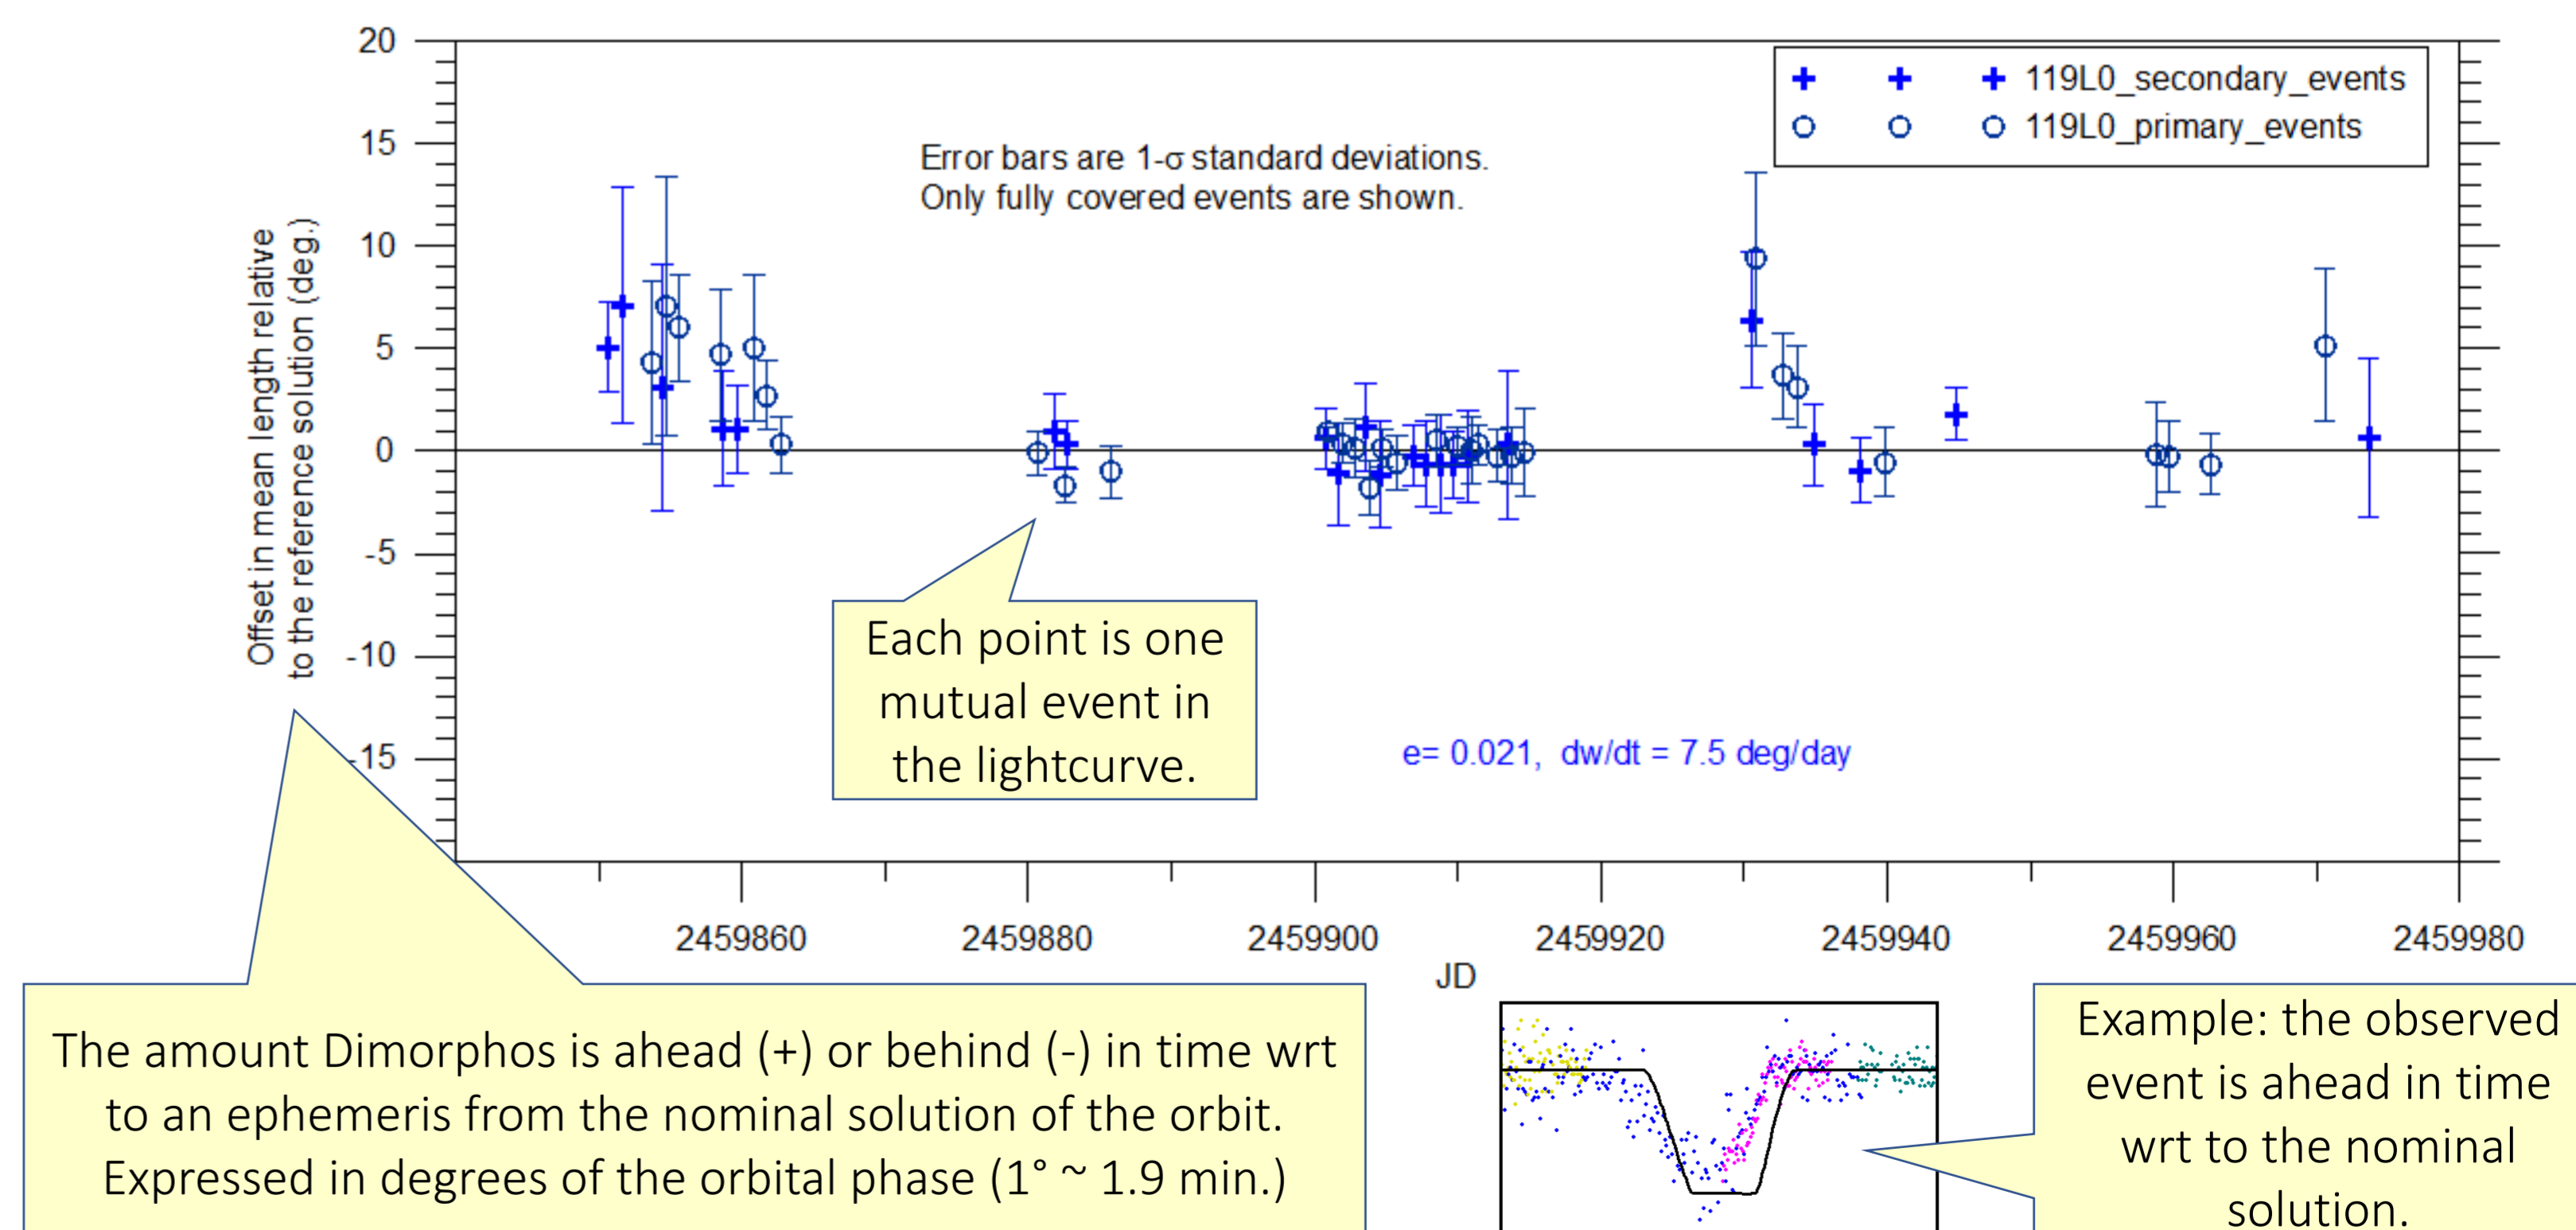 20
15
10
5
0
-5
-10
-15
Offset in mean length relative
to the reference solution (deg.)
119L0_secondary_events
119L0_primary_events
Error bars are 1-σ standard deviations.
Only fully covered events are shown.
Each point is one
mutual event in
the lightcurve.
e= 0.021, dw/dt = 7.5 deg/day
2459860
2459880
2459900
2459920
2459940
2459960
2459980
JD
The amount Dimorphos is ahead (+) or behind (-) in time wrt
to an ephemeris from the nominal solution of the orbit.
Expressed in degrees of the orbital phase (1° ~ 1.9 min.)
Example: the observed
event is ahead in time
wrt to the nominal
solution.